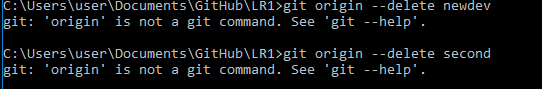 C:\Users\user\Documents\GitHub\LR1>git origin --delete newdev
git: 'origin' is not a git command. See 'git --help'.
C:\Users\user\Documents\GitHub\LR1>git origin --delete second
git: 'origin' is not a git command. See 'git --help'.